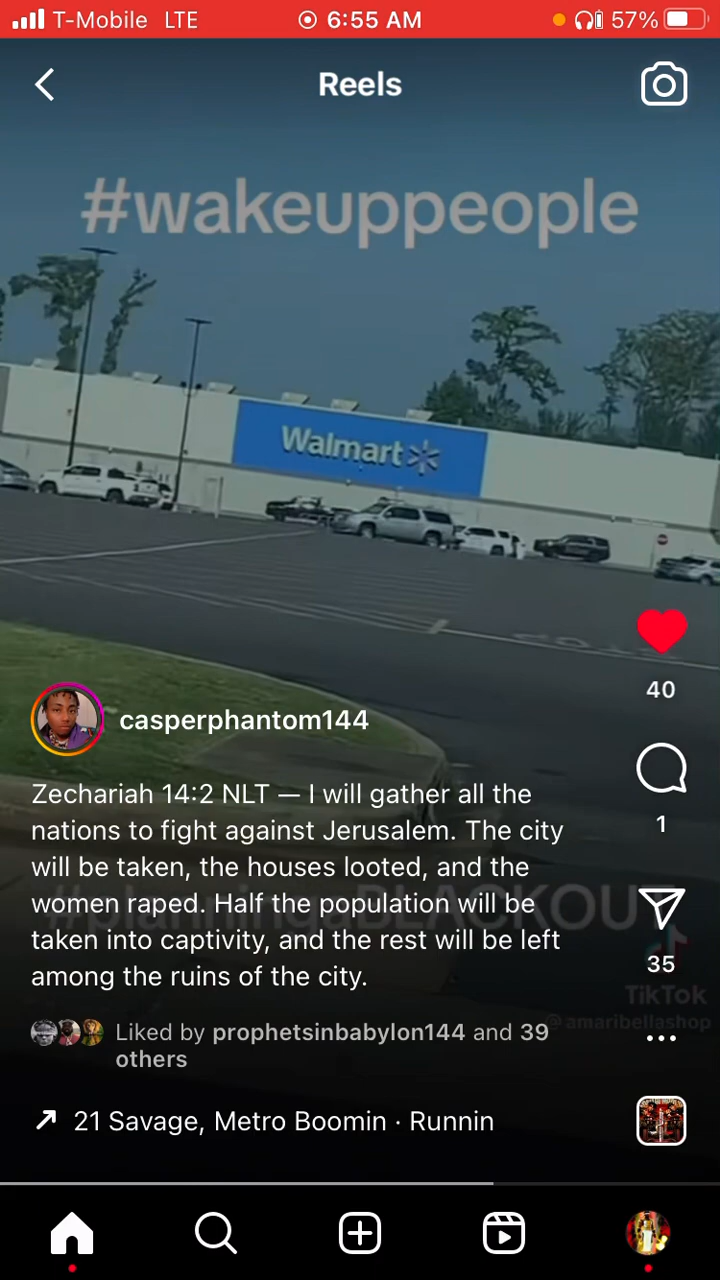 T-Mobile LTE 6:55 AM 57%
Reels
#wakeuppeople
Walmart
40
casperphantom144
Zechariah 14:2 NLT — I will gather all the
nations to fight against Jerusalem. The city
will be taken, the houses looted, and the
women raped. Half the population will be
taken into captivity, and the rest will be left
among the ruins of the city.
1
BLACKOUT
35
TikTok
@amaribellashop
Liked by prophetsinbabylon144 and 39
others
21 Savage, Metro Boomin · Runnin